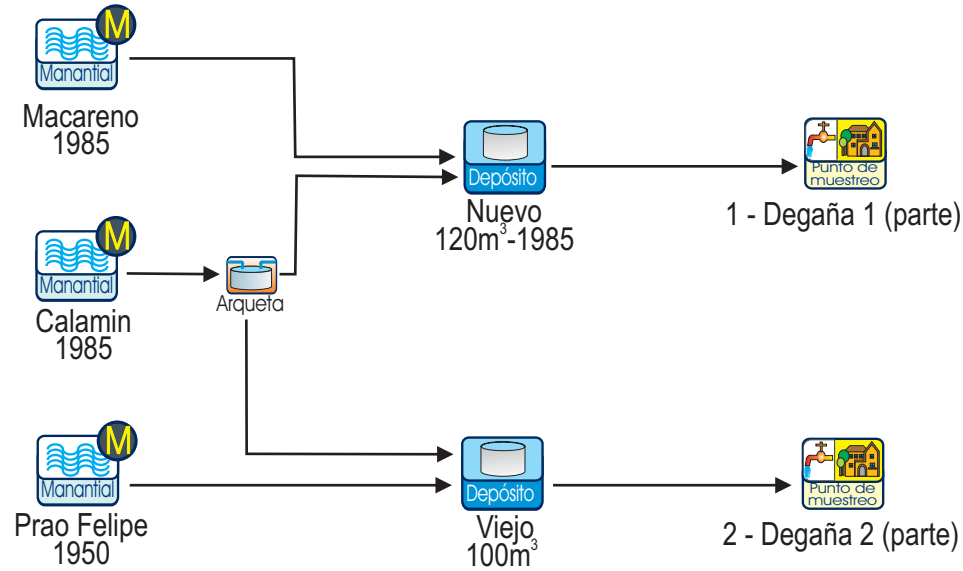 M
Manantial
Macareno
1985
Depósito
Nuevo
120m³-1985
Punto de
muestreo
1 - Degaña 1 (parte)
M
Manantial
Calamin
1985
Arqueta
M
Manantial
Prao Felipe
1950
Depósito
Viejo
100m³
Punto de
muestreo
2 - Degaña 2 (parte)